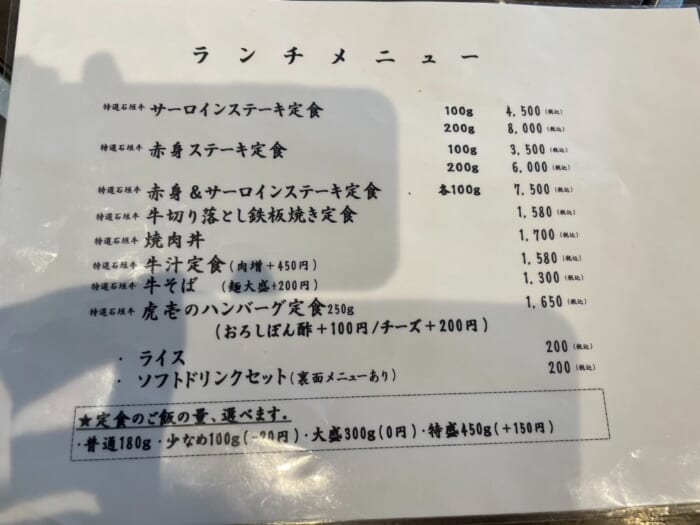 ランチメニュー
特選石垣牛 サーロインステーキ定食 100g 4,500(税込)
200g 8,000(税込)
特選石垣牛 赤身ステーキ定食 100g 3,500(税込)
200g 6,000(税込)
特選石垣牛 赤身&サーロインステーキ定食 各100g 7,500(税込)
特選石垣牛 牛切り落とし鉄板焼き定食 1,580(税込)
特選石垣牛 焼肉丼 1,700(税込)
特選石垣牛 牛汁定食(肉増+450円) 1,580(税込)
特選石垣牛 牛そば (麺大盛+200円) 1,300(税込)
特選石垣牛 虎壱のハンバーグ定食250g 1,650(税込)
(おろしぽん酢+100円/チーズ+200円)
・ ライス 200(税込)
・ ソフトドリンクセット(裏面メニューあり) 200(税込)
★定食のご飯の量、選べます。
・普通180g・少なめ100g(-20円)・大盛300g(0円)・特盛450g(+150円)